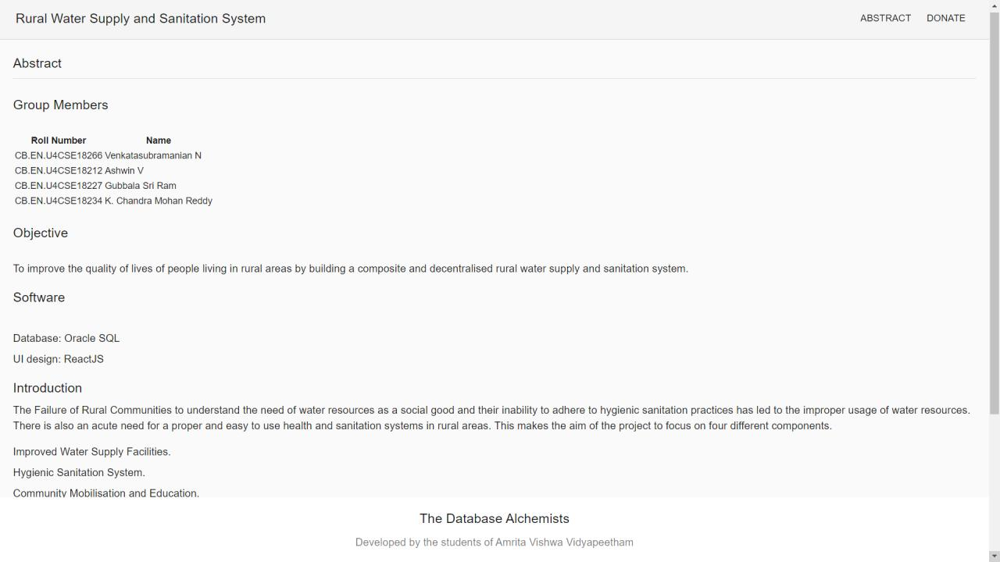 Rural Water Supply and Sanitation System
ABSTRACT DONATE
Abstract
Group Members
Roll Number Name
CB.EN.U4CSE18266 Venkatasubramanian N
CB.EN.U4CSE18212 Ashwin V
CB.EN.U4CSE18227 Gubbala Sri Ram
CB.EN.U4CSE18234 K. Chandra Mohan Reddy
Objective
To improve the quality of lives of people living in rural areas by building a composite and decentralised rural water supply and sanitation system.
Software
Database: Oracle SQL
UI design: ReactJS
Introduction
The Failure of Rural Communities to understand the need of water resources as a social good and their inability to adhere to hygienic sanitation practices has led to the improper usage of water resources.
There is also an acute need for a proper and easy to use health and sanitation systems in rural areas. This makes the aim of the project to focus on four different components.
Improved Water Supply Facilities.
Hygienic Sanitation System.
Community Mobilisation and Education.
The Database Alchemists
Developed by the students of Amrita Vishwa Vidyapeetham